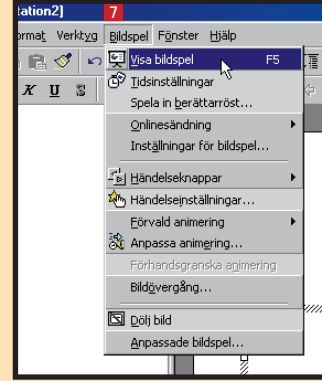 tation2]
7
ormat Verktyg Bildspel Fönster Hjälp
K U S
Visa bildspel F5
Tidsinställningar
Spela in berättarröst...
Onlinesändning
Inställningar för bildspel...
Händelseknappar
Händelseinställningar...
Förvald animering
Anpassa animering...
Förhandsgranska animering
Bildövergång...
Dölj bild
Anpassade bildspel...